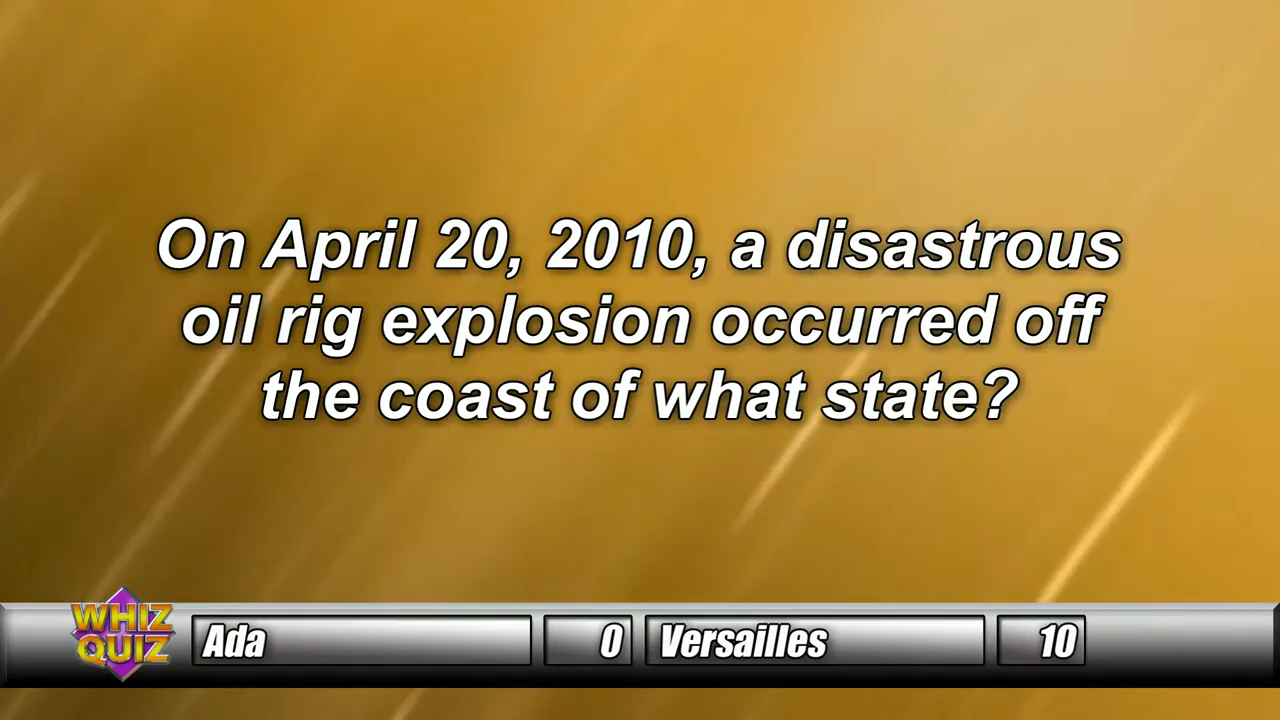 On April 20, 2010, a disastrous
oil rig explosion occurred off
the coast of what state?
WHIZ
QUIZ
Ada 0 Versailles 10